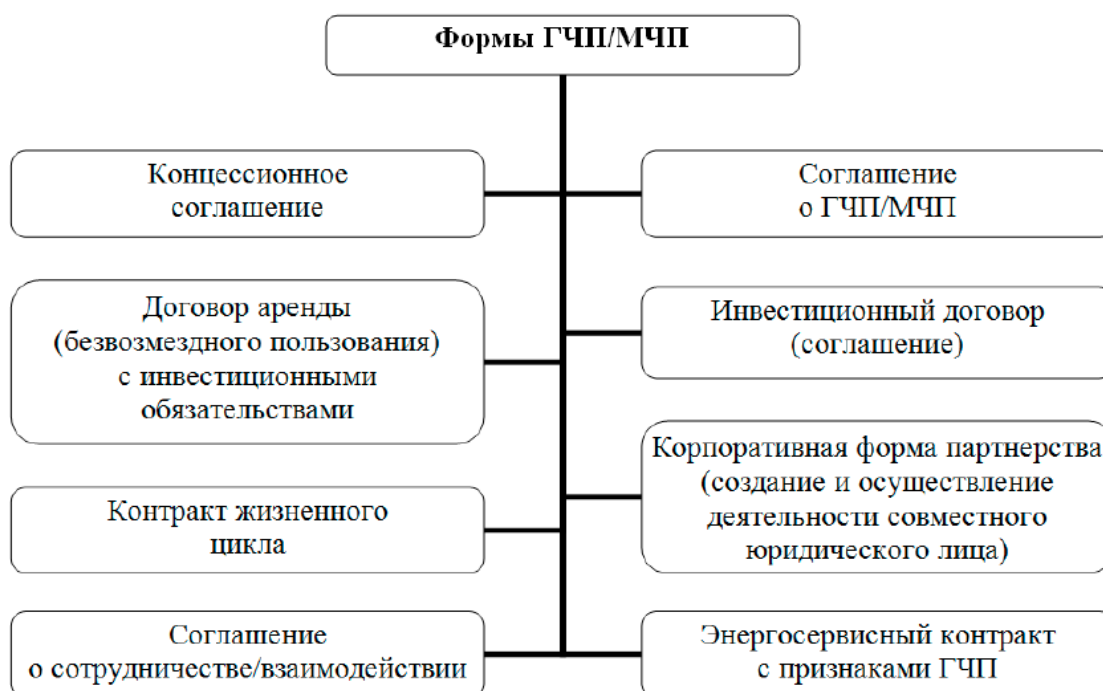 Формы ГЧП/МЧП
Концессионное
соглашение
Соглашение
о ГЧП/МЧП
Договор аренды
(безвозмездного пользования)
с инвестиционными
обязательствами
Инвестиционный договор
(соглашение)
Корпоративная форма партнерства
(создание и осуществление
деятельности совместного
юридического лица)
Контракт жизненного
цикла
Соглашение
о сотрудничестве/взаимодействии
Энергосервисный контракт
с признаками ГЧП